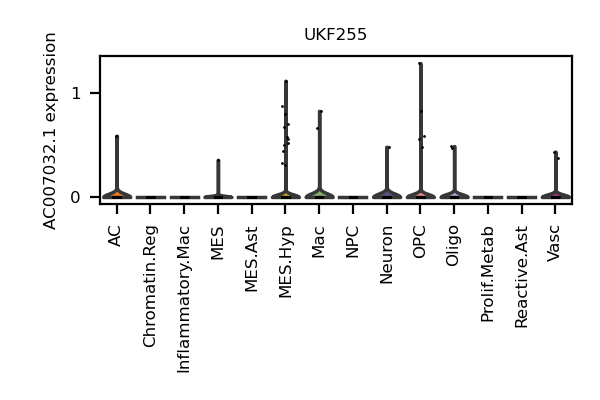 UKF255
AC007032.1 expression
1
0
AC
Chromatin.Reg
Inflammatory.Mac
MES
MES.Ast
MES.Hyp
Mac
NPC
Neuron
OPC
Oligo
Prolif.Metab
Reactive.Ast
Vasc